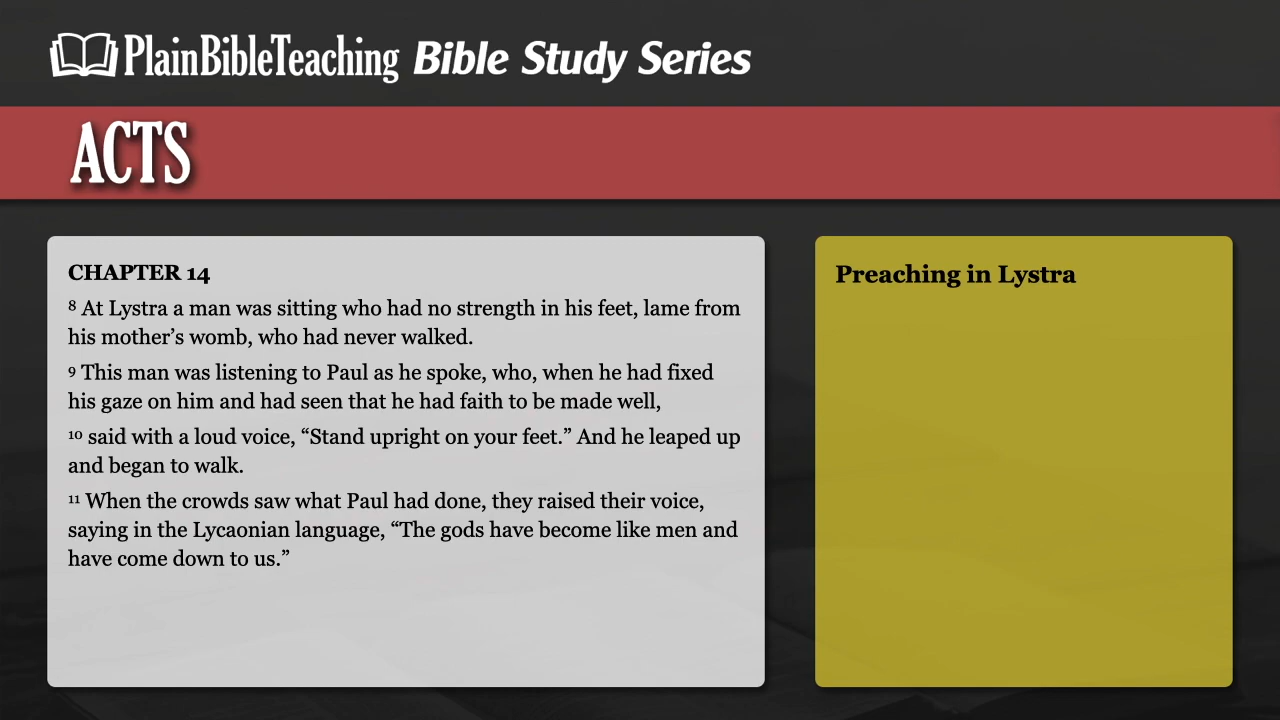 PlainBibleTeaching Bible Study Series
ACTS
CHAPTER 14
8 At Lystra a man was sitting who had no strength in his feet, lame from
his mother’s womb, who had never walked.
9 This man was listening to Paul as he spoke, who, when he had fixed
his gaze on him and had seen that he had faith to be made well,
10 said with a loud voice, “Stand upright on your feet.” And he leaped up
and began to walk.
11 When the crowds saw what Paul had done, they raised their voice,
saying in the Lycaonian language, “The gods have become like men and
have come down to us.”
Preaching in Lystra